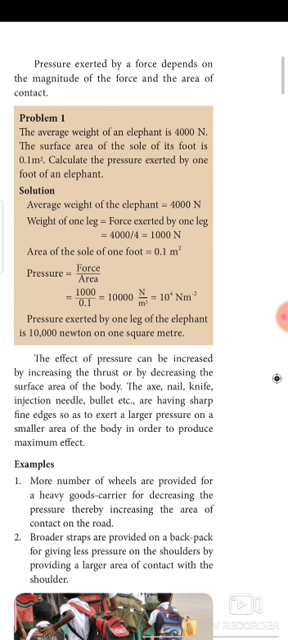 Pressure exerted by a force depends on
the magnitude of the force and the area of
contact.
Problem 1
The average weight of an elephant is 4000 N.
The surface area of the sole of its foot is
0.1m². Calculate the pressure exerted by one
foot of an elephant.
Solution
Average weight of the elephant = 4000 N
Weight of one leg = Force exerted by one leg
= 4000/4 = 1000 N
Area of the sole of one foot = 0.1 m²
Pressure = Force/Area
= 1000/0.1 = 10000 N/m² = 10⁴ Nm⁻²
Pressure exerted by one leg of the elephant
is 10,000 newton on one square metre.
The effect of pressure can be increased
by increasing the thrust or by decreasing the
surface area of the body. The axe, nail, knife,
injection needle, bullet etc., are having sharp
fine edges so as to exert a larger pressure on a
smaller area of the body in order to produce
maximum effect.
Examples
1. More number of wheels are provided for
a heavy goods-carrier for decreasing the
pressure thereby increasing the area of
contact on the road.
2. Broader straps are provided on a back-pack
for giving less pressure on the shoulders by
providing a larger area of contact with the
shoulder.
RECORDER